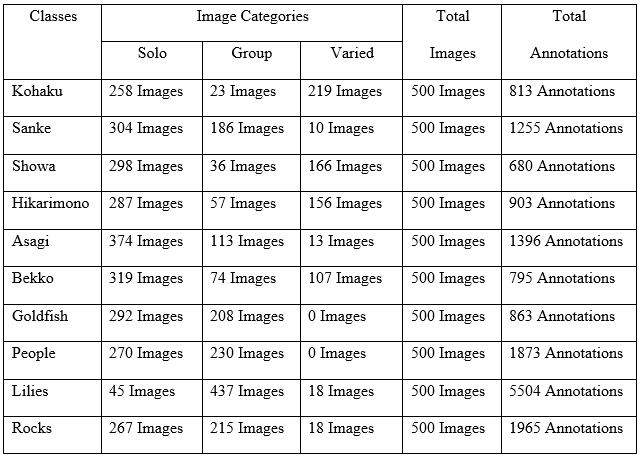 Classes Image Categories Total Images Total Annotations
Solo Group Varied
Kohaku 258 Images 23 Images 219 Images 500 Images 813 Annotations
Sanke 304 Images 186 Images 10 Images 500 Images 1255 Annotations
Showa 298 Images 36 Images 166 Images 500 Images 680 Annotations
Hikarimono 287 Images 57 Images 156 Images 500 Images 903 Annotations
Asagi 374 Images 113 Images 13 Images 500 Images 1396 Annotations
Bekko 319 Images 74 Images 107 Images 500 Images 795 Annotations
Goldfish 292 Images 208 Images 0 Images 500 Images 863 Annotations
People 270 Images 230 Images 0 Images 500 Images 1873 Annotations
Lilies 45 Images 437 Images 18 Images 500 Images 5504 Annotations
Rocks 267 Images 215 Images 18 Images 500 Images 1965 Annotations